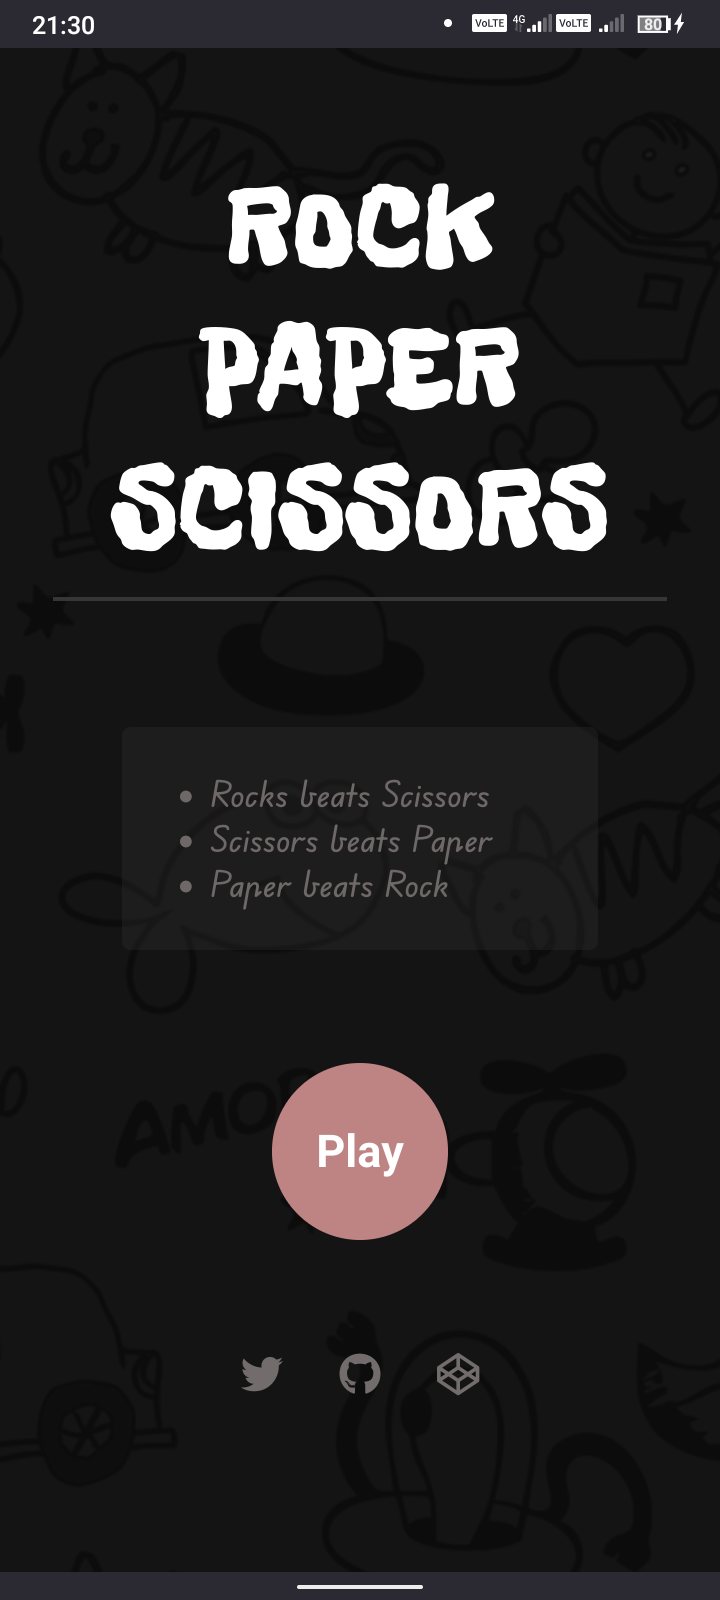 21:30
VoLTE 4G VoLTE 80
ROCK
PAPER
SCISSORS
• Rocks beats Scissors
• Scissors beats Paper
• Paper beats Rock
AMO
Play